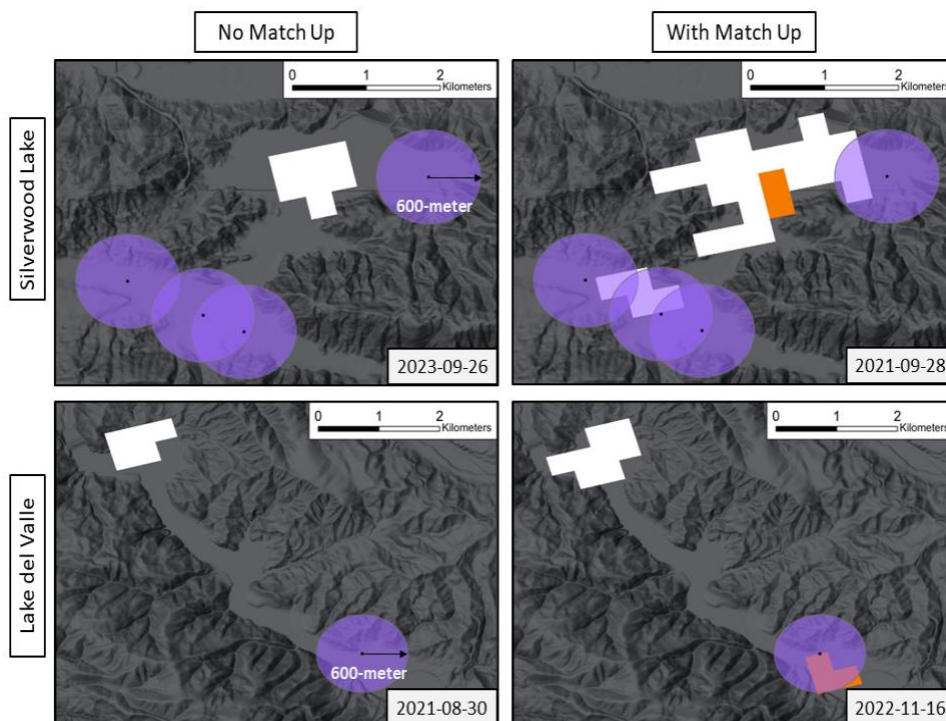 No Match Up
With Match Up
Silverwood Lake
0 1 2
Kilometers
600-meter
2023-09-26
0 1 2
Kilometers
2021-09-28
Lake del Valle
0 1 2
Kilometers
600-meter
2021-08-30
0 1 2
Kilometers
2022-11-16